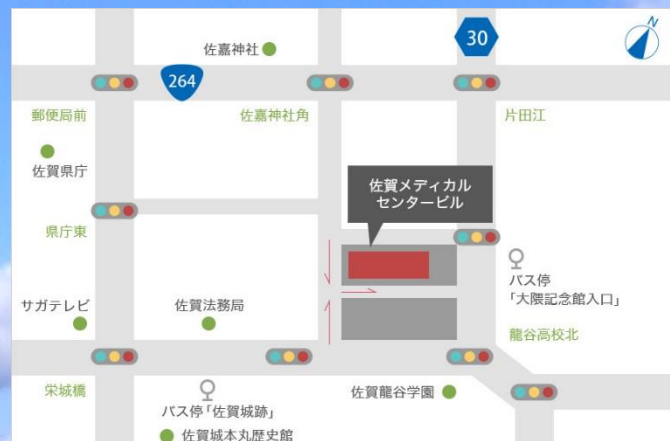 N
30
佐嘉神社
264
郵便局前
佐嘉神社角
片田江
佐賀県庁
佐賀メディカル
センタービル
県庁東
バス停
「大隈記念館入口」
サガテレビ
佐賀法務局
龍谷高校北
栄城橋
佐賀龍谷学園
バス停「佐賀城跡」
佐賀城本丸歴史館